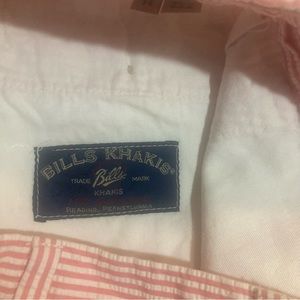 BILLS KHAKIS®
TRADE Bills MARK
KHAKIS
READING, PENNSYLVANIA